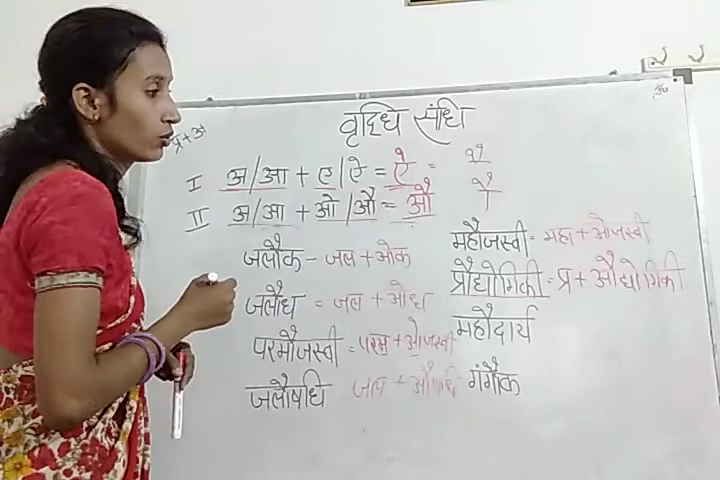 वृद्धि संधि
प्र+अ
I अ/आ + ए/ऐ = ऐ =
II अ/आ + ओ/औ = औ
जलौक - जल + ओक
जलौध = जल + ओध
परमौजस्वी = परम + ओजस्वी
जलौषधि जल + औषधि
महौजस्वी = महा + ओजस्वी
प्रौद्योगिकी = प्र + औद्योगिकी
महौदार्य
गंगौक